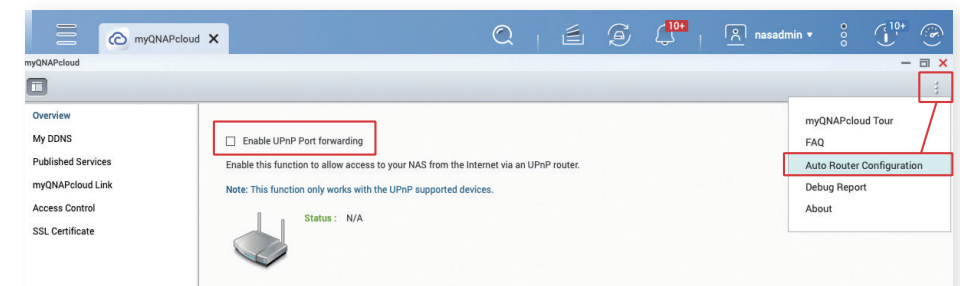 myQNAPcloud
10+
nasadmin
10+
myQNAPcloud
Overview
My DDNS
Published Services
myQNAPcloud Link
Access Control
SSL Certificate
Enable UPnP Port forwarding
Enable this function to allow access to your NAS from the Internet via an UPnP router.
Note: This function only works with the UPnP supported devices.
Status : N/A
myQNAPcloud Tour
FAQ
Auto Router Configuration
Debug Report
About